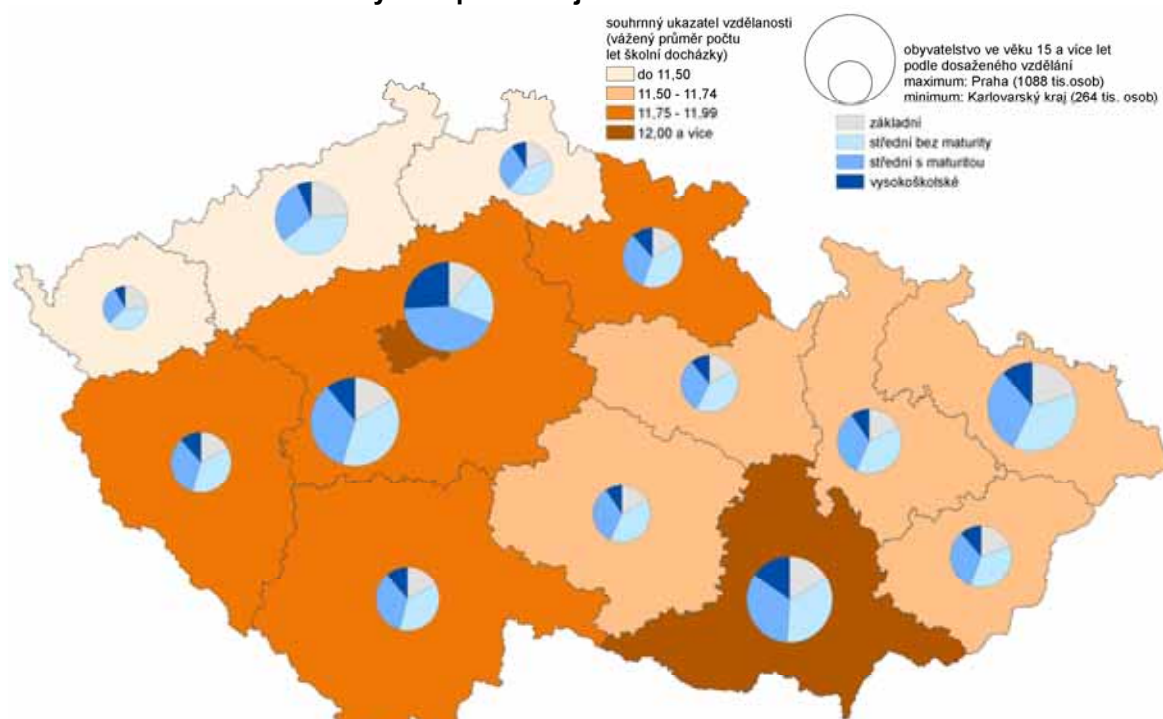 souhrnný ukazatel vzdělanosti
(vážený průměr počtu
let školní docházky)
do 11,50
11,50 - 11,74
11,75 - 11,99
12,00 a více
obyvatelstvo ve věku 15 a více let
podle dosaženého vzdělání
maximum: Praha (1088 tis.osob)
minimum: Karlovarský kraj (264 tis. osob)
základní
střední bez maturity
střední s maturitou
vysokoškolské